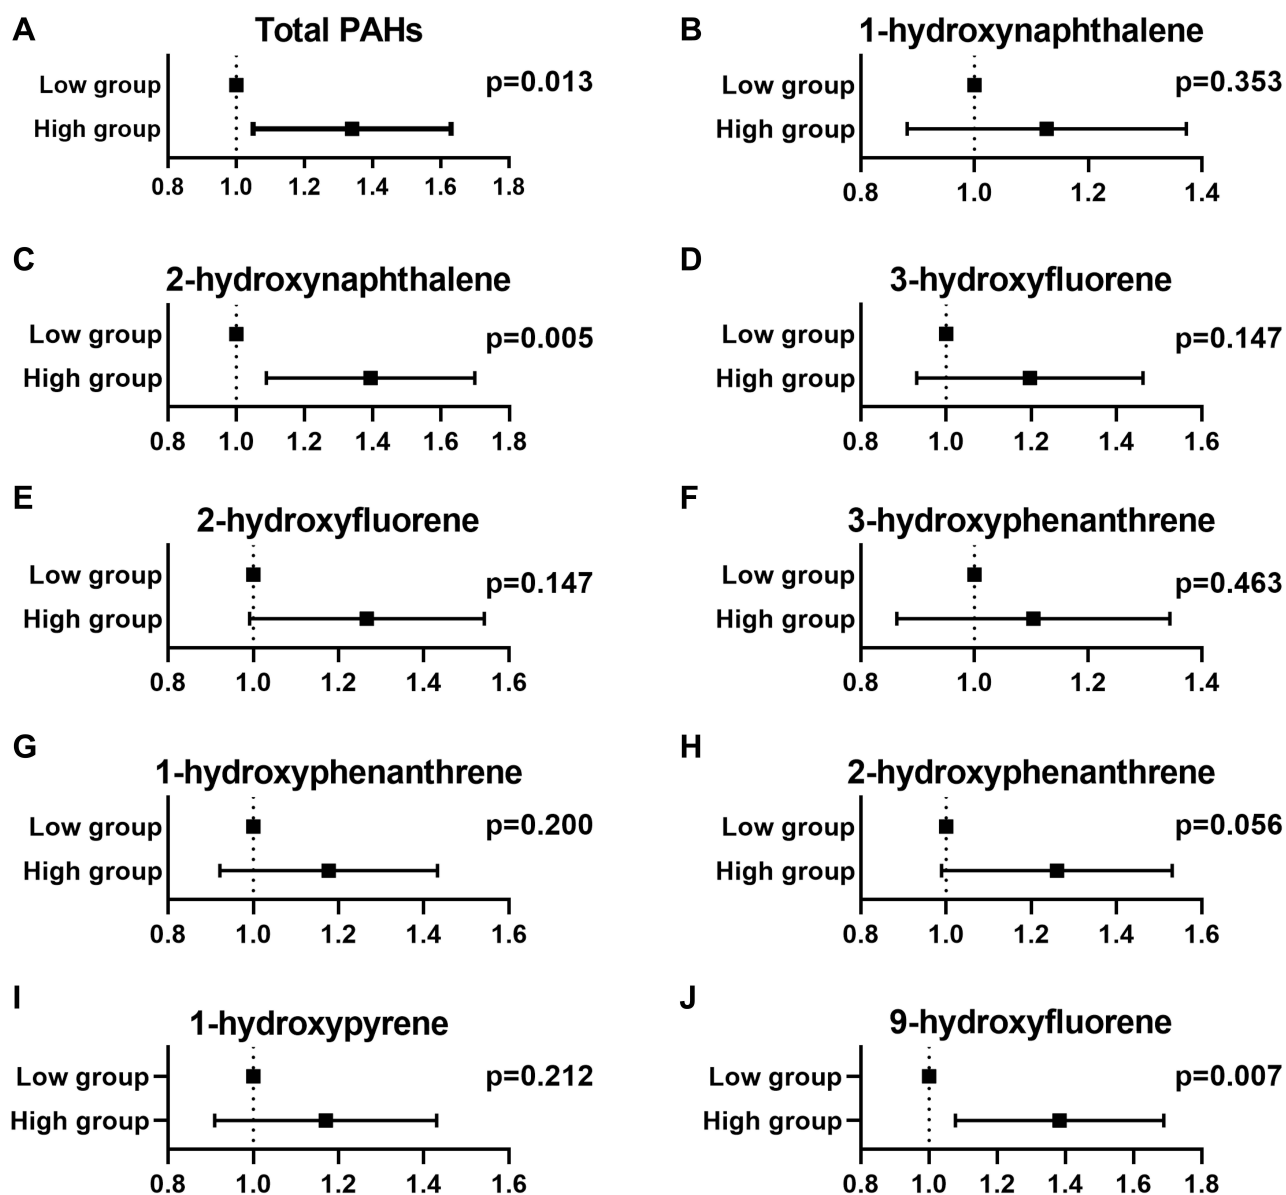 A
Total PAHs
Low group
p=0.013
High group
0.8 1.0 1.2 1.4 1.6 1.8
B
1-hydroxynaphthalene
Low group
p=0.353
High group
0.8 1.0 1.2 1.4
C
2-hydroxynaphthalene
Low group
p=0.005
High group
0.8 1.0 1.2 1.4 1.6 1.8
D
3-hydroxyfluorene
Low group
p=0.147
High group
0.8 1.0 1.2 1.4 1.6
E
2-hydroxyfluorene
Low group
p=0.147
High group
0.8 1.0 1.2 1.4 1.6
F
3-hydroxyphenanthrene
Low group
p=0.463
High group
0.8 1.0 1.2 1.4
G
1-hydroxyphenanthrene
Low group
p=0.200
High group
0.8 1.0 1.2 1.4 1.6
H
2-hydroxyphenanthrene
Low group
p=0.056
High group
0.8 1.0 1.2 1.4 1.6
I
1-hydroxypyrene
Low group
p=0.212
High group
0.8 1.0 1.2 1.4 1.6
J
9-hydroxyfluorene
Low group
p=0.007
High group
0.8 1.0 1.2 1.4 1.6 1.8